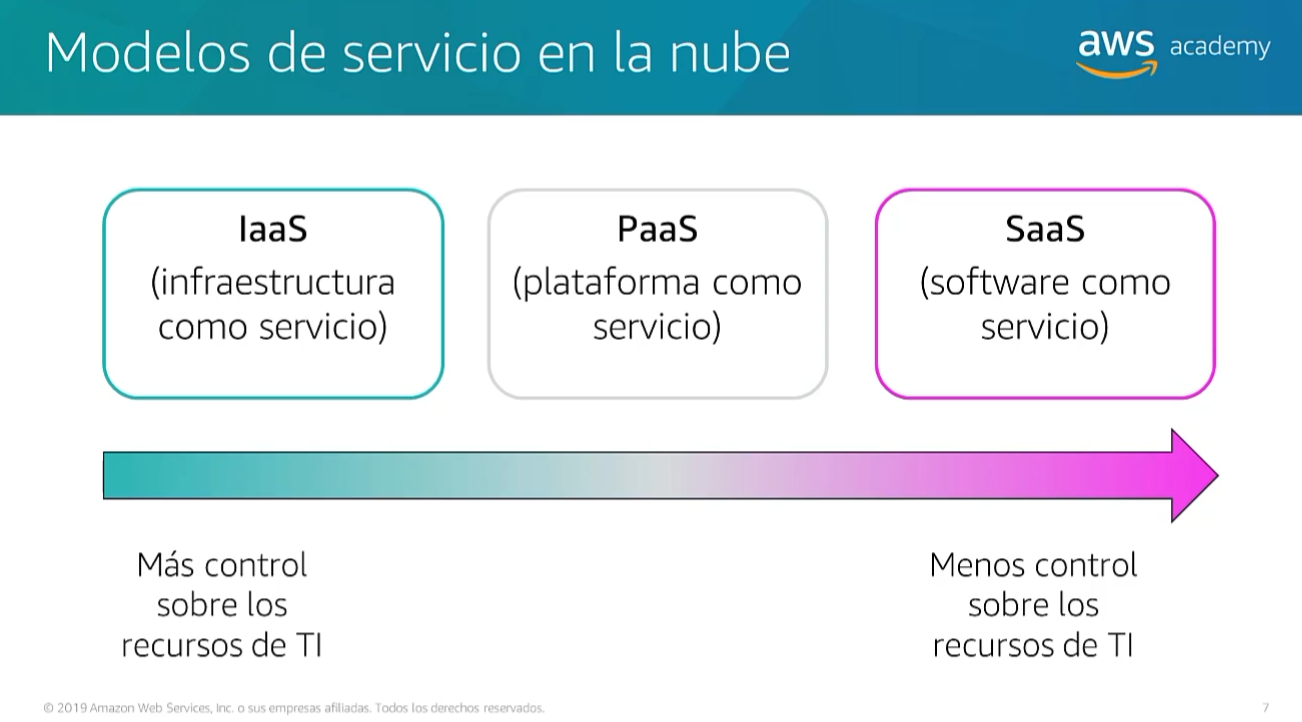 Modelos de servicio en la nube
aws academy
IaaS
(infraestructura
como servicio)
PaaS
(plataforma como
servicio)
SaaS
(software como
servicio)
Más control
sobre los
recursos de TI
Menos control
sobre los
recursos de TI
© 2019 Amazon Web Services, Inc. o sus empresas afiliadas. Todos los derechos reservados.
7